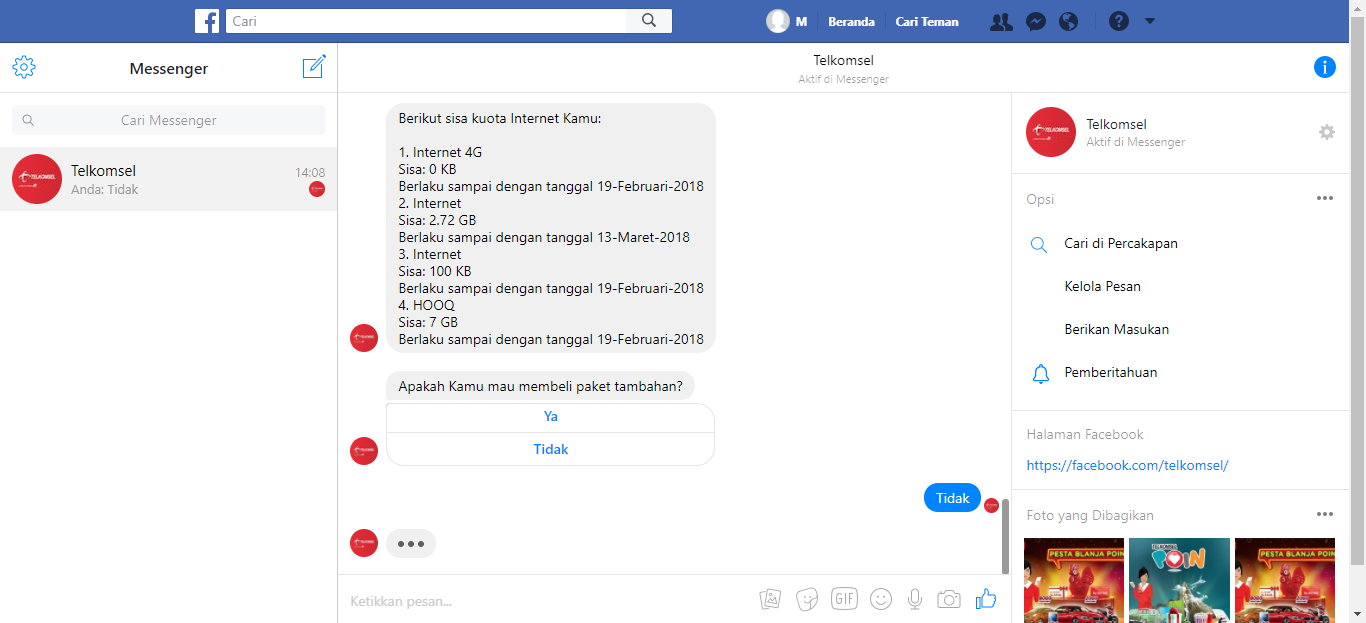 Cari
M
Beranda
Cari Teman
Messenger
Cari Messenger
Telkomsel
14:08
Anda: Tidak
Telkomsel
Aktif di Messenger
Berikut sisa kuota Internet Kamu:
1. Internet 4G
Sisa: 0 KB
Berlaku sampai dengan tanggal 19-Februari-2018
2. Internet
Sisa: 2.72 GB
Berlaku sampai dengan tanggal 13-Maret-2018
3. Internet
Sisa: 100 KB
Berlaku sampai dengan tanggal 19-Februari-2018
4. HOOQ
Sisa: 7 GB
Berlaku sampai dengan tanggal 19-Februari-2018
Apakah Kamu mau membeli paket tambahan?
Ya
Tidak
Tidak
Ketikkan pesan...
GIF
TELKOMSEL
Telkomsel
Aktif di Messenger
Opsi
Cari di Percakapan
Kelola Pesan
Berikan Masukan
Pemberitahuan
Halaman Facebook
https://facebook.com/telkomsel/
Foto yang Dibagikan
PESTA BLANJA POIN
TELKOMSEL
POIN
PESTA BLANJA POIN